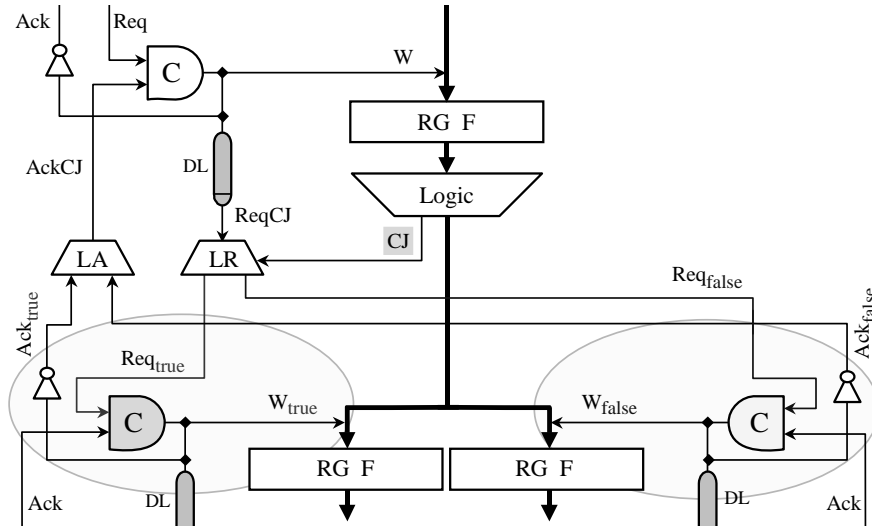 Ack
Req
C
W
RG F
DL
AckCJ
Logic
ReqCJ
CJ
LA
LR
Req_false
Ack_true
Ack_false
Req_true
C
W_true
W_false
C
RG F
RG F
Ack
DL
DL
Ack